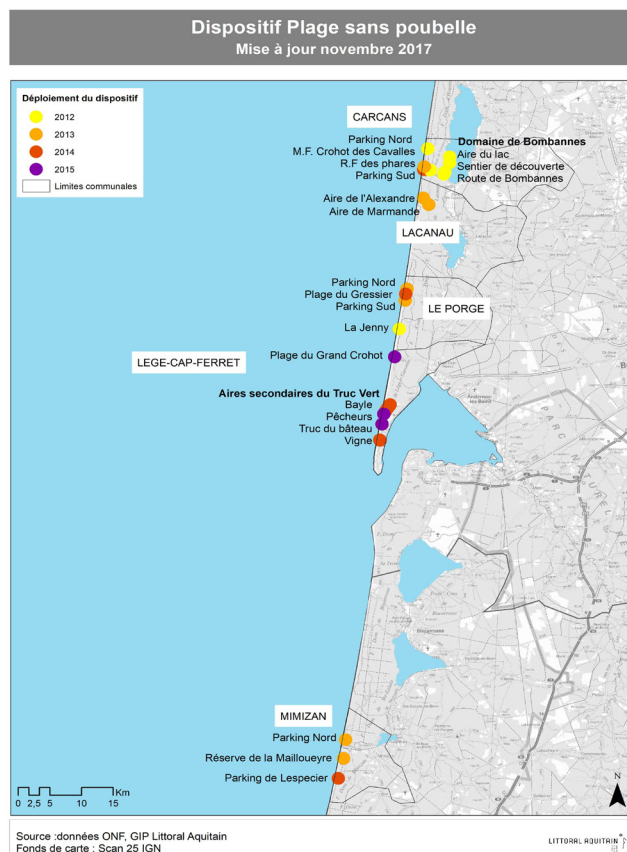 Dispositif Plage sans poubelle
Mise à jour novembre 2017
Déploiement du dispositif
2012
2013
2014
2015
Limites communales
CARCANS
Parking Nord
M.F. Crohot des Cavalles
R.F des phares
Parking Sud
Domaine de Bombannes
Aire du lac
Sentier de découverte
Route de Bombannes
Aire de l'Alexandre
Aire de Marmande
LACANAU
Parking Nord
Plage du Gressier
Parking Sud
LE PORGE
La Jenny
Plage du Grand Crohot
LEGE-CAP-FERRET
Aires secondaires du Truc Vert
Bayle
Pêcheurs
Truc du bâteau
Vigne
MIMIZAN
Parking Nord
Réserve de la Mailloueyre
Parking de Lespecier
N
0 2,5 5 10 15
Km
Source :données ONF, GIP Littoral Aquitain
Fonds de carte : Scan 25 IGN
LITTORAL AQUITAIN